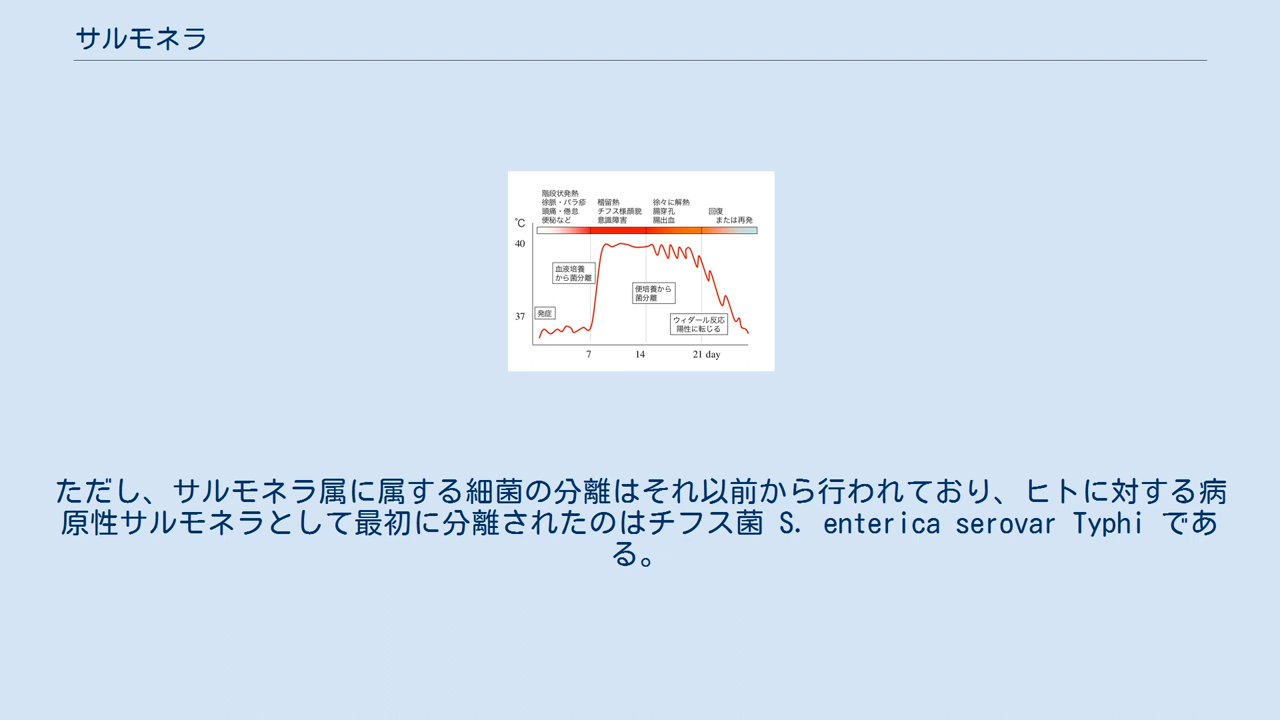 サルモネラ
階段状発熱
徐脈・バラ疹
頭痛・倦怠
便秘など
稽留熱
チフス様顔貌
意識障害
徐々に解熱
腸穿孔
腸出血
回復
または再発
℃
40
37
血液培養
から菌分離
便培養から
菌分離
発症
ウィダール反応
陽性に転じる
7
14
21 day
ただし、サルモネラ属に属する細菌の分離はそれ以前から行われており、ヒトに対する病
原性サルモネラとして最初に分離されたのはチフス菌 S. enterica serovar Typhi であ
る。